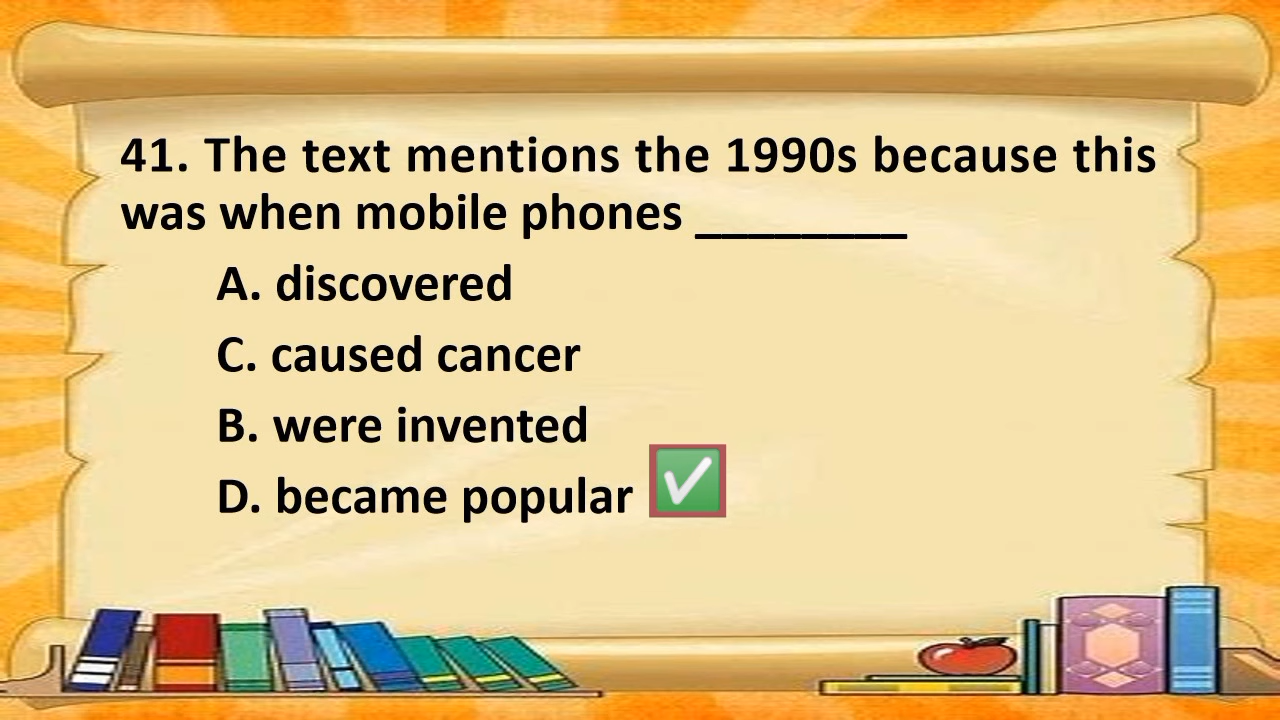 41. The text mentions the 1990s because this
was when mobile phones ________
A. discovered
C. caused cancer
B. were invented
D. became popular ✅